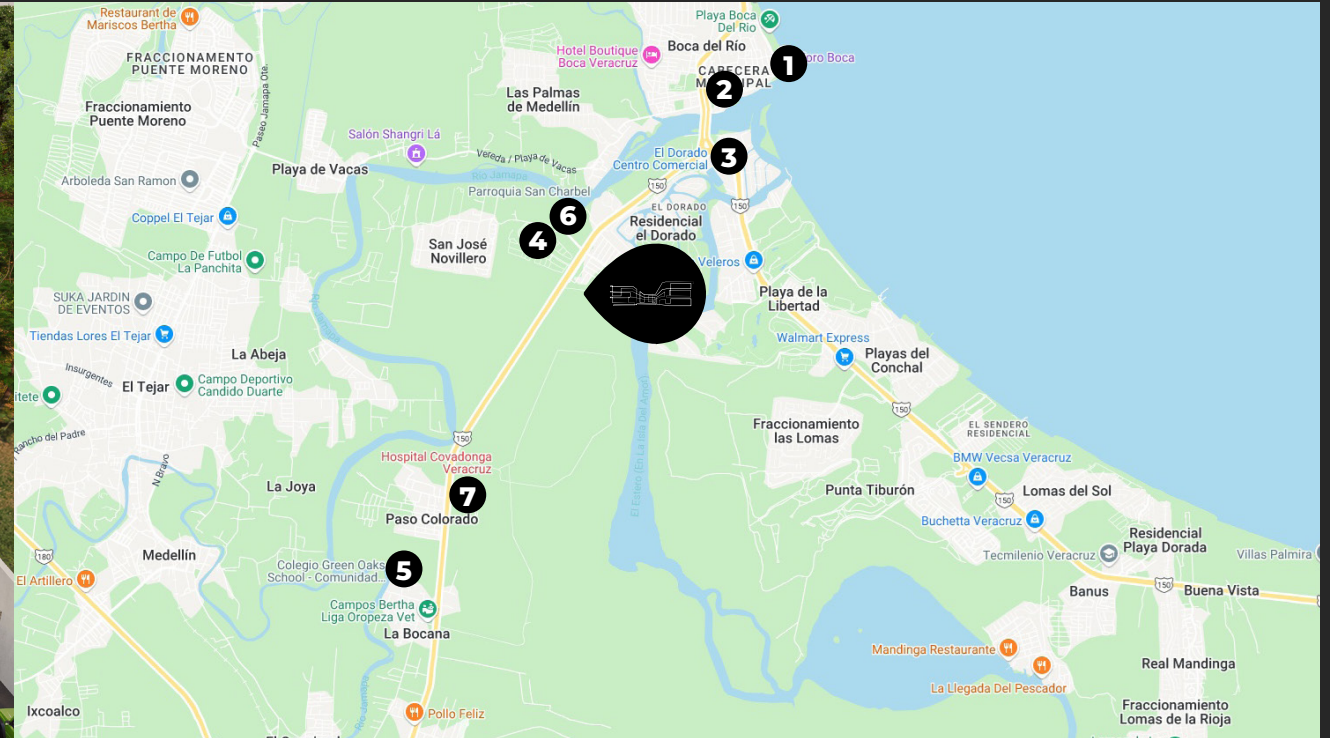 Restaurant de
Mariscos Bertha
Playa Boca
Del Rio
FRACCIONAMENTO
PUENTE MORENO
Hotel Boutique
Boca Veracruz
Boca del Río
oro Boca
1
CABECERA
M PAL
2
Fraccionamiento
Puente Moreno
Paseo Jamapa Ote.
Las Palmas
de Medellín
Salón Shangri Lá
Vereda / Playa de Vacas
El Dorado
Centro Comercial
3
Playa de Vacas
Río Jamapa
Arboleda San Ramon
Parroquia San Charbel
150
150
EL DORADO
Residencial
el Dorado
Coppel El Tejar
6
4
San José
Novillero
Campo De Futbol
La Panchita
Veleros
SUKA JARDIN
DE EVENTOS
Playa de la
Libertad
Tiendas Lores El Tejar
Walmart Express
La Abeja
Playas del
Conchal
Insurgentes
El Tejar
Campo Deportivo
Candido Duarte
itete
150
El Estero (En La Isla Del Amor)
Fraccionamiento
las Lomas
EL SENDERO
RESIDENCIAL
Rancho del Padre
150
Hospital Covadonga
Veracruz
BMW Vecsa Veracruz
N Bravo
La Joya
7
Punta Tiburón
150
Lomas del Sol
Paso Colorado
Buchetta Veracruz
Residencial
Playa Dorada
180
Medellín
Tecmilenio Veracruz
Villas Palmira
El Artillero
Colegio Green Oaks
School - Comunidad...
5
150
Banus
Buena Vista
Campos Bertha
Liga Oropeza Vet
La Bocana
Mandinga Restaurante
Real Mandinga
La Llegada Del Pescador
Río Jamapa
Ixcoalco
Pollo Feliz
Fraccionamiento
Lomas de la Rioja